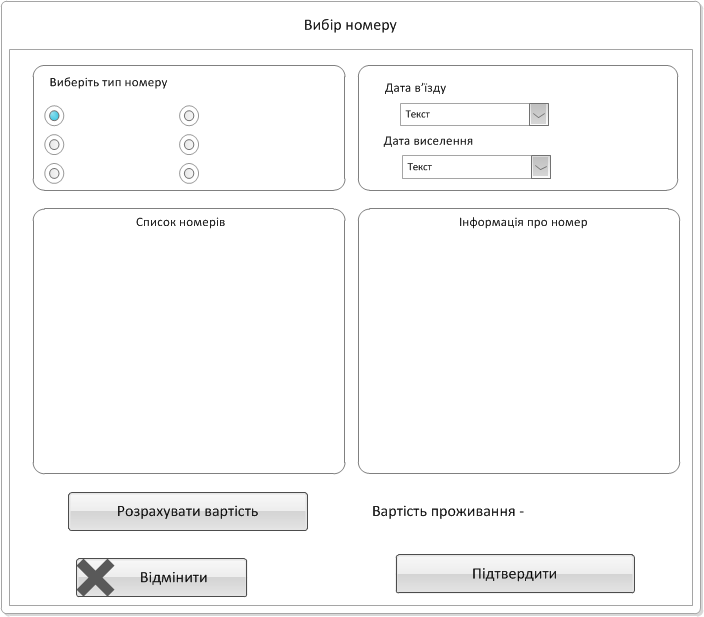 Вибір номеру
Виберіть тип номеру
Дата в'їзду
Текст
Дата виселення
Текст
Список номерів
Інформація про номер
Розрахувати вартість
Вартість проживання -
Відмінити
Підтвердити